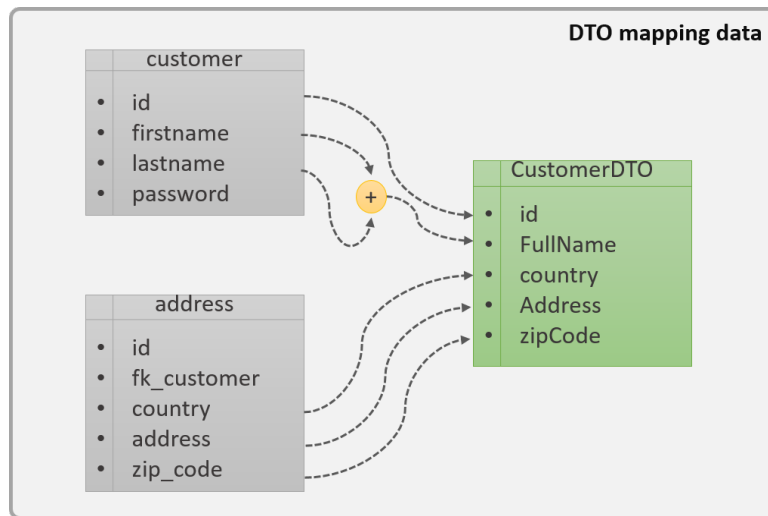 DTO mapping data
customer
• id
• firstname
• lastname
• password
+
CustomerDTO
• id
• FullName
• country
• Address
• zipCode
address
• id
• fk_customer
• country
• address
• zip_code